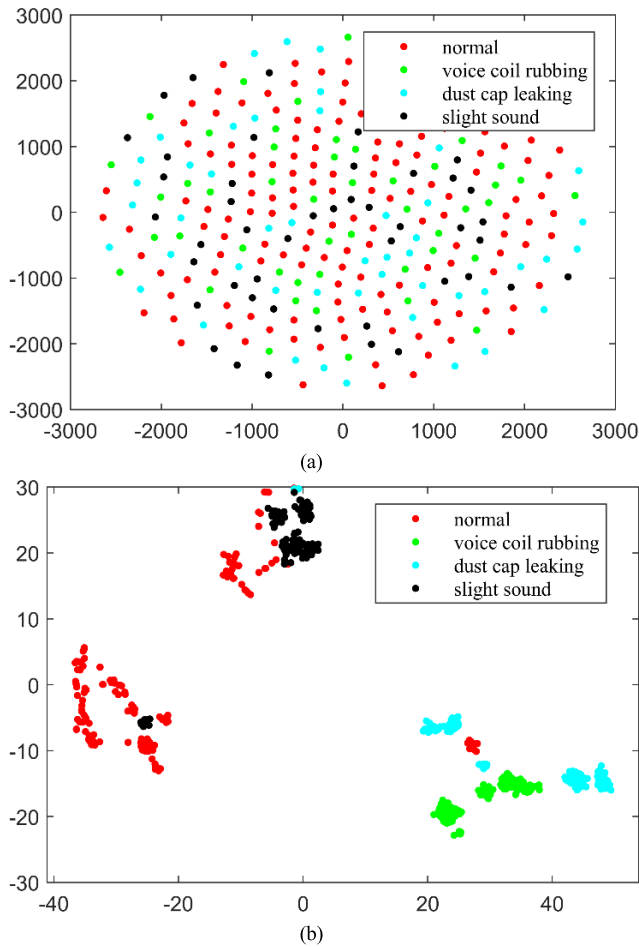 3000
2000
1000
0
-1000
-2000
-3000
-3000 -2000 -1000 0 1000 2000 3000
normal
voice coil rubbing
dust cap leaking
slight sound
(a)
30
20
10
0
-10
-20
-30
-40 -20 0 20 40
normal
voice coil rubbing
dust cap leaking
slight sound
(b)